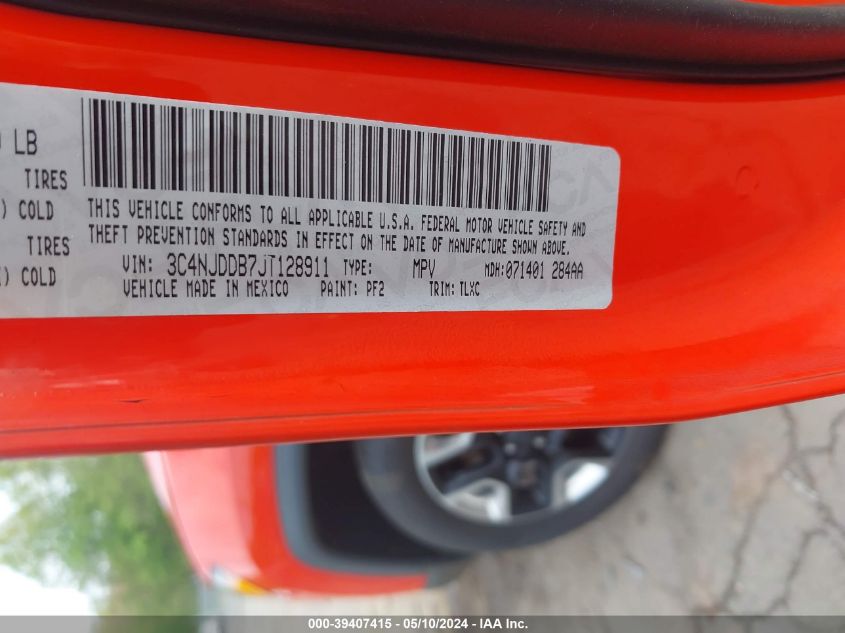 LB
TIRES
) COLD
TIRES
) COLD
THIS VEHICLE CONFORMS TO ALL APPLICABLE U.S.A. FEDERAL MOTOR VEHICLE SAFETY AND
THEFT PREVENTION STANDARDS IN EFFECT ON THE DATE OF MANUFACTURE SHOWN ABOVE.
VIN: 3C4NJDDB7JT128911 TYPE: MPV MDH: 071401 284AA
VEHICLE MADE IN MEXICO PAINT: PF2 TRIM: TLXC
000-39407415 - 05/10/2024 - IAA Inc.